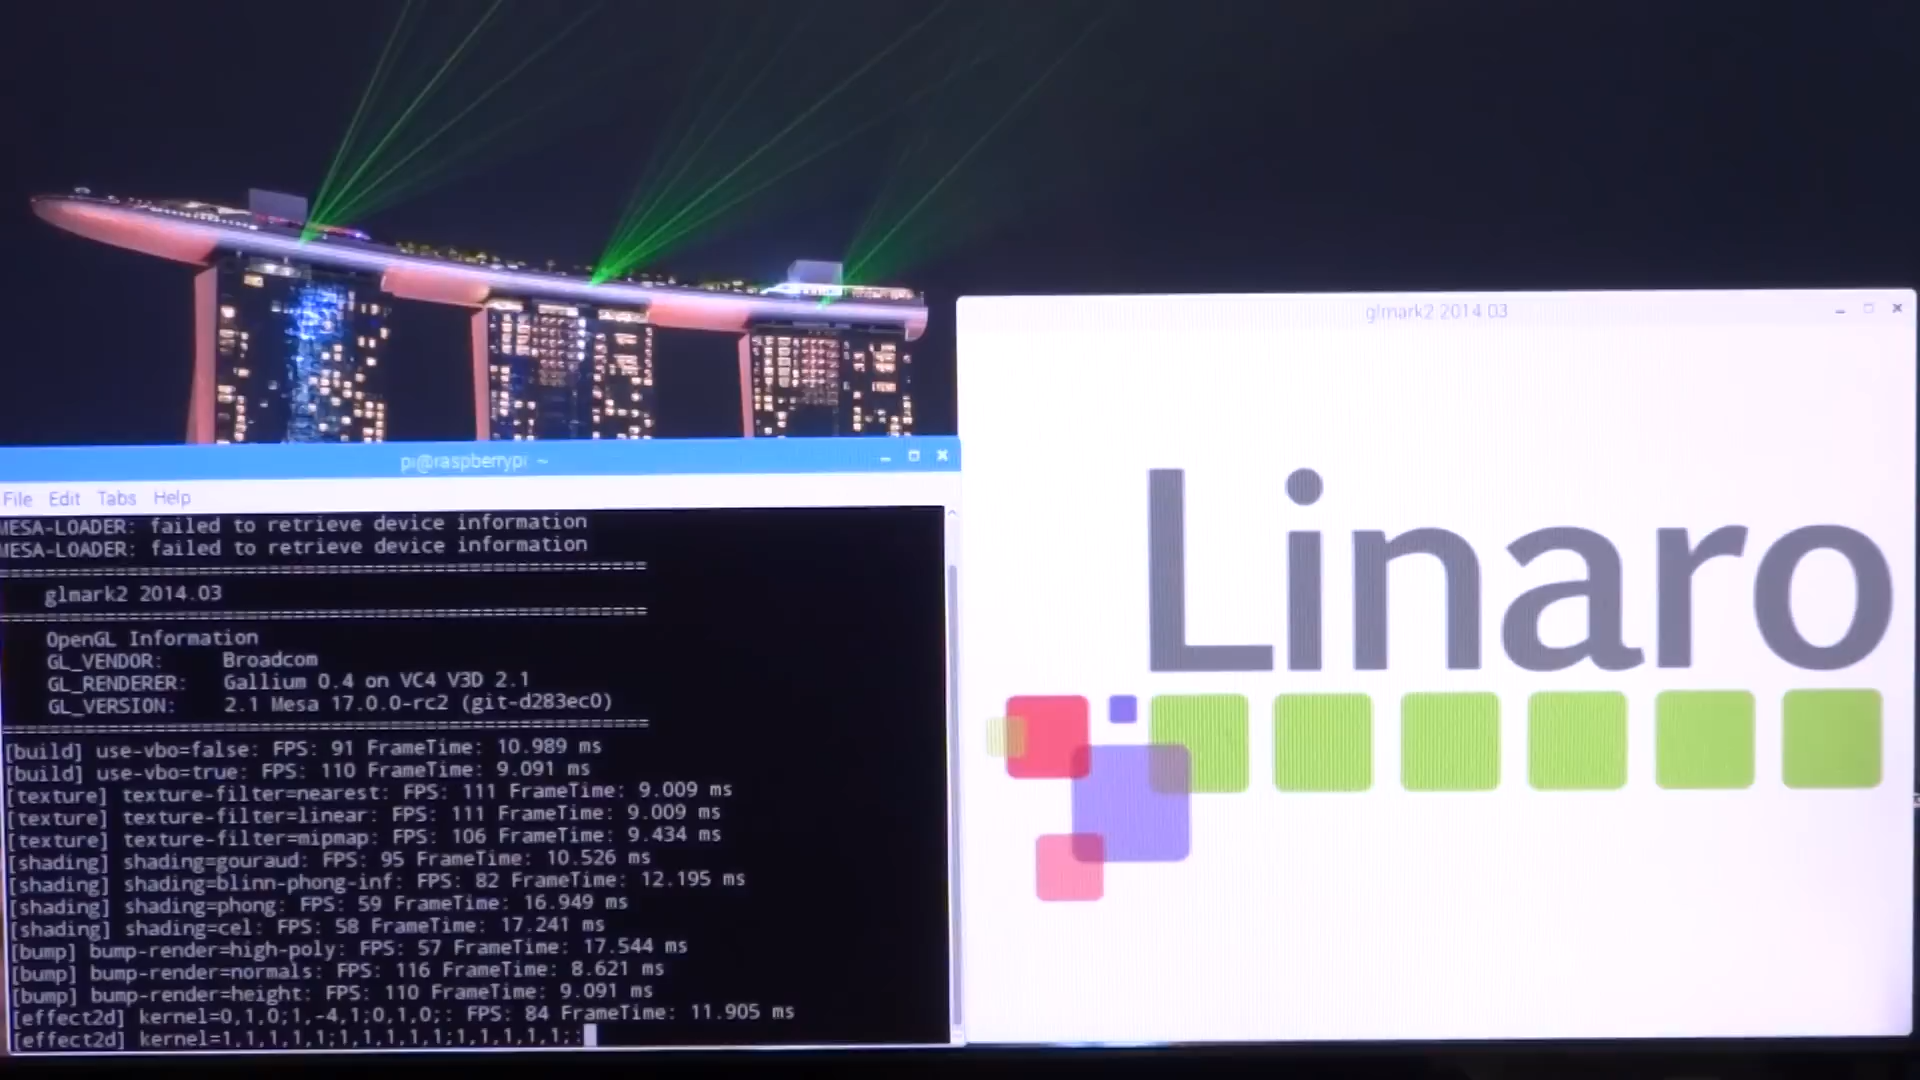 glmark2 2014.03
pi@raspberrypi: ~
File Edit Tabs Help
MESA-LOADER: failed to retrieve device information
MESA-LOADER: failed to retrieve device information
=======================================================
glmark2 2014.03
=======================================================
OpenGL Information
GL_VENDOR: Broadcom
GL_RENDERER: Gallium 0.4 on VC4 V3D 2.1
GL_VERSION: 2.1 Mesa 17.0.0-rc2 (git-d283ec0)
=======================================================
[build] use-vbo=false: FPS: 91 FrameTime: 10.989 ms
[build] use-vbo=true: FPS: 110 FrameTime: 9.091 ms
[texture] texture-filter=nearest: FPS: 111 FrameTime: 9.009 ms
[texture] texture-filter=linear: FPS: 111 FrameTime: 9.009 ms
[texture] texture-filter=mipmap: FPS: 106 FrameTime: 9.434 ms
[shading] shading=gouraud: FPS: 95 FrameTime: 10.526 ms
[shading] shading=blinn-phong-inf: FPS: 82 FrameTime: 12.195 ms
[shading] shading=phong: FPS: 59 FrameTime: 16.949 ms
[shading] shading=cel: FPS: 58 FrameTime: 17.241 ms
[bump] bump-render=high-poly: FPS: 57 FrameTime: 17.544 ms
[bump] bump-render=normals: FPS: 116 FrameTime: 8.621 ms
[bump] bump-render=height: FPS: 110 FrameTime: 9.091 ms
[effect2d] kernel=0,1,0;1,-4,1;0,1,0;: FPS: 84 FrameTime: 11.905 ms
[effect2d] kernel=1,1,1,1,1;1,1,1,1,1;1,1,1,1,1;:
Linaro